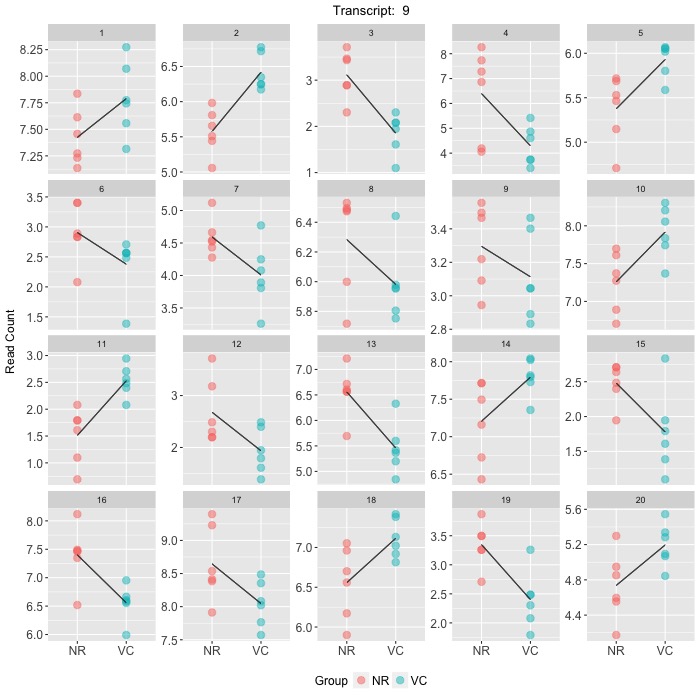 Transcript: 9
1 2 3 4 5
8.25 8.00 7.75 7.50 7.25
6.5 6.0 5.5 5.0
3 2 1
8 7 6 5 4
6.0 5.5 5.0
6 7 8 9 10
3.5 3.0 2.5 2.0 1.5
5.0 4.5 4.0 3.5
6.4 6.2 6.0 5.8
3.4 3.2 3.0 2.8
8.0 7.5 7.0
Read Count
11 12 13 14 15
3.0 2.5 2.0 1.5 1.0
3 2
7.0 6.5 6.0 5.5 5.0
8.0 7.5 7.0 6.5
2.5 2.0 1.5
16 17 18 19 20
8.0 7.5 7.0 6.5 6.0
9.0 8.5 8.0 7.5
7.0 6.5 6.0
3.5 3.0 2.5 2.0
5.6 5.2 4.8 4.4
NR VC NR VC NR VC NR VC NR VC
Group NR VC